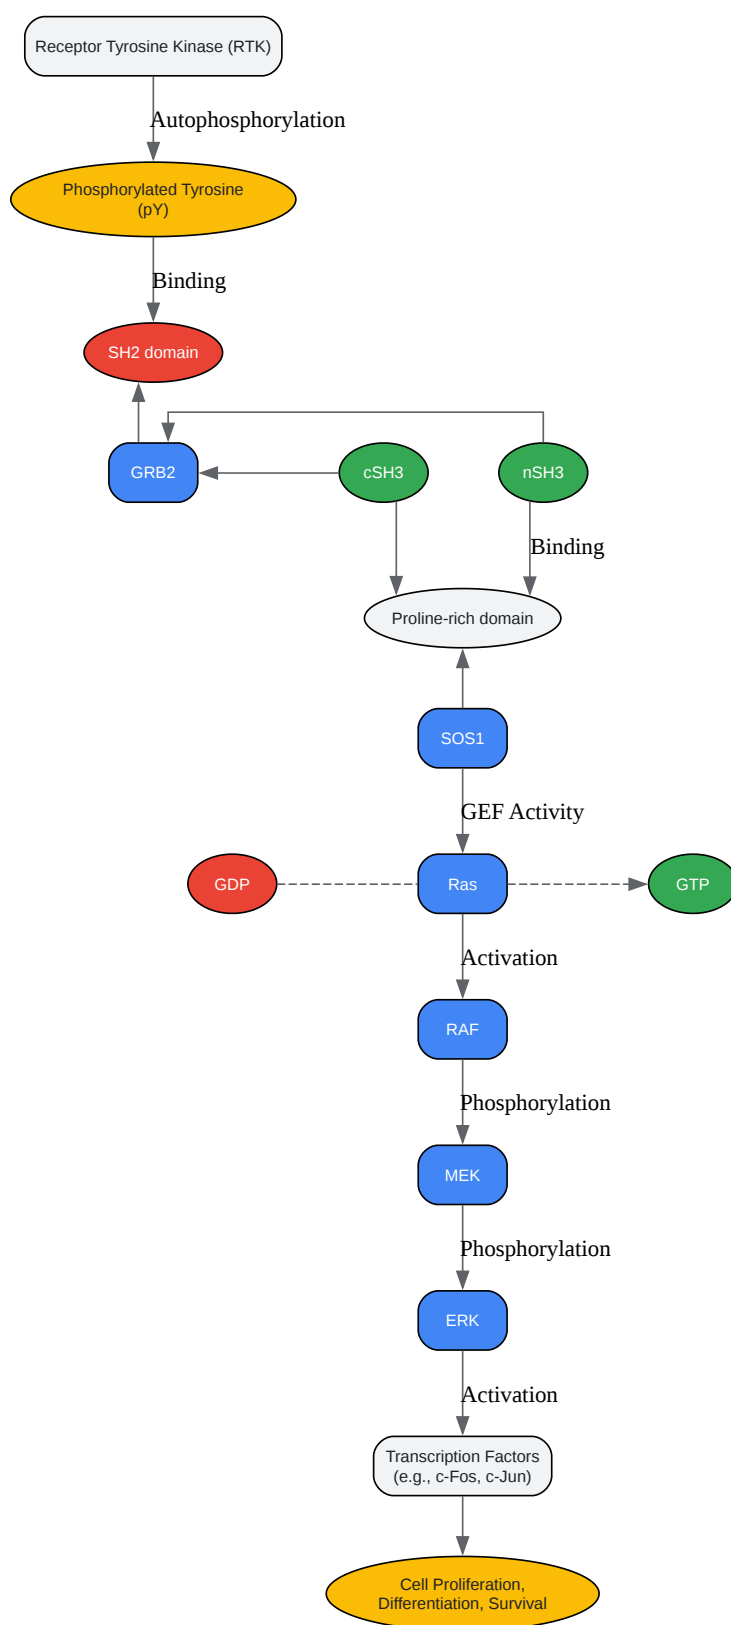 Receptor Tyrosine Kinase (RTK)
Autophosphorylation
Phosphorylated Tyrosine
(pY)
Binding
SH2 domain
GRB2
cSH3
nSH3
Binding
Proline-rich domain
SOS1
GEF Activity
GDP
Ras
GTP
Activation
RAF
Phosphorylation
MEK
Phosphorylation
ERK
Activation
Transcription Factors
(e.g., c-Fos, c-Jun)
Cell Proliferation,
Differentiation, Survival